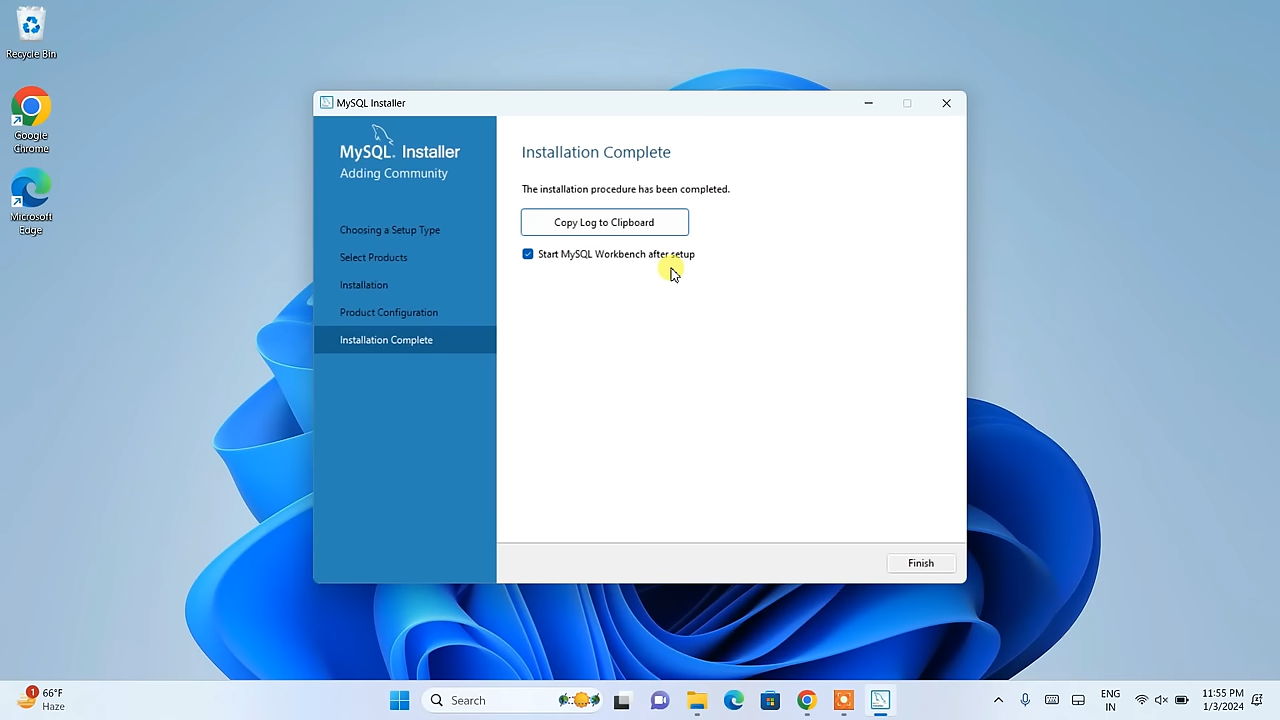 Recycle Bin
Google
Chrome
Microsoft
Edge
MySQL Installer
MySQL. Installer
Adding Community
Choosing a Setup Type
Select Products
Installation
Product Configuration
Installation Complete
Installation Complete
The installation procedure has been completed.
Copy Log to Clipboard
Start MySQL Workbench after setup
Finish
1
66°F
Haze
Search
ENG
IN
11:55 PM
1/3/2024